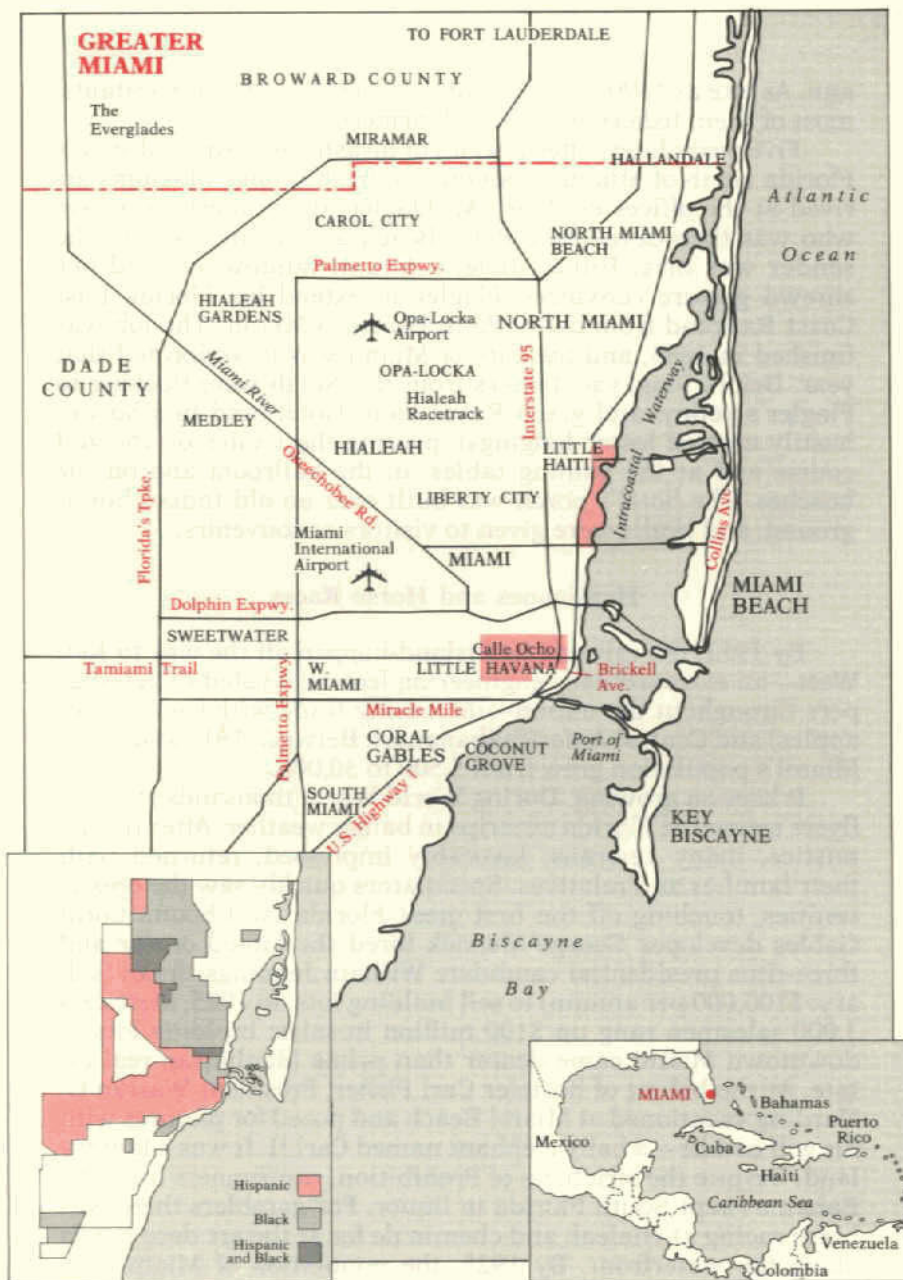 GREATER
MIAMI
TO FORT LAUDERDALE
BROWARD COUNTY
The
Everglades
MIRAMAR
HALLANDALE
Atlantic
Ocean
CAROL CITY
NORTH MIAMI
BEACH
Palmetto Expwy.
HIALEAH
GARDENS
Opa-Locka
Airport
NORTH MIAMI
DADE
COUNTY
Miami River
OPA-LOCKA
Hialeah
Racetrack
Interstate 95
MEDLEY
HIALEAH
Intracoastal Waterway
LITTLE
HAITI
Okeechobee Rd.
LIBERTY CITY
Florida's Tpke
Miami
International
Airport
MIAMI
Collins Ave.
MIAMI
BEACH
Dolphin Expwy.
SWEETWATER
Calle Ocho
Tamiami Trail
Palmetto Expwy
W.
MIAMI
LITTLE HAVANA
Brickell
Ave.
Miracle Mile
CORAL
GABLES
COCONUT
GROVE
Port of
Miami
SOUTH
MIAMI
U.S. Highway 1
KEY
BISCAYNE
Biscayne
Bay
Hispanic
Black
Hispanic
and Black
MIAMI
Bahamas
Puerto
Rico
Mexico
Cuba
Haiti
Caribbean Sea
Venezuela
Colombia